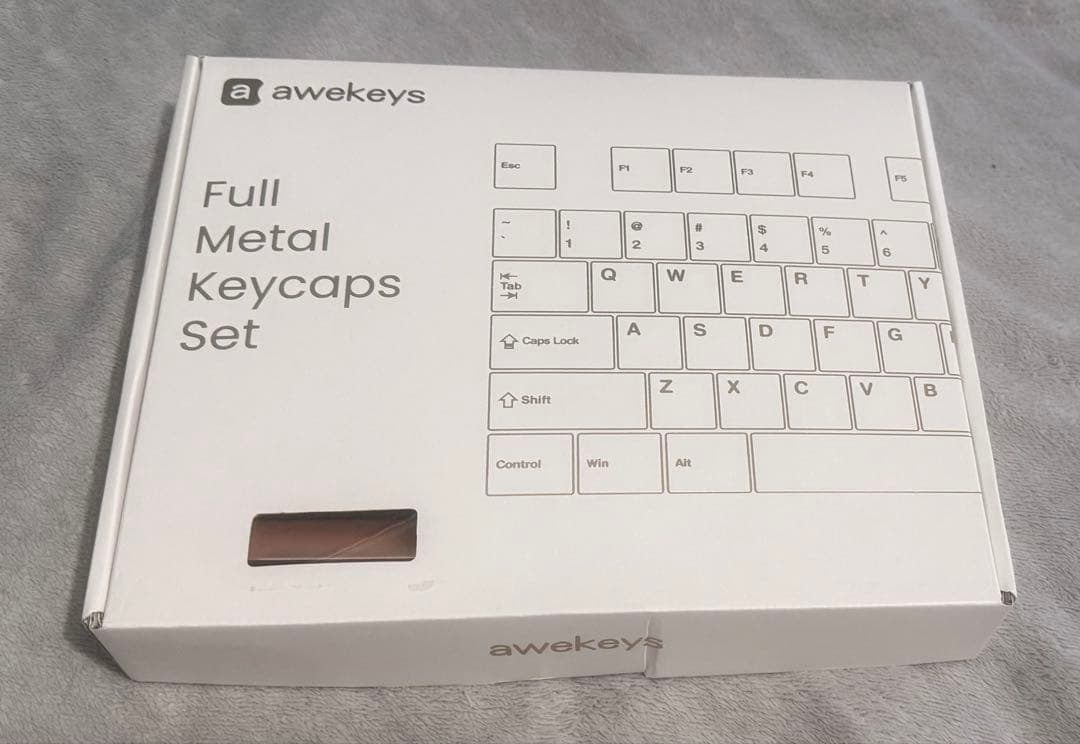 a awekeys
Full
Metal
Keycaps
Set
Esc F1 F2 F3 F4 F5
~ ! @ # $ % ^
` 1 2 3 4 5 6
Tab Q W E R T Y
Caps Lock A S D F G
Shift Z X C V B
Control Win Alt
awekeys